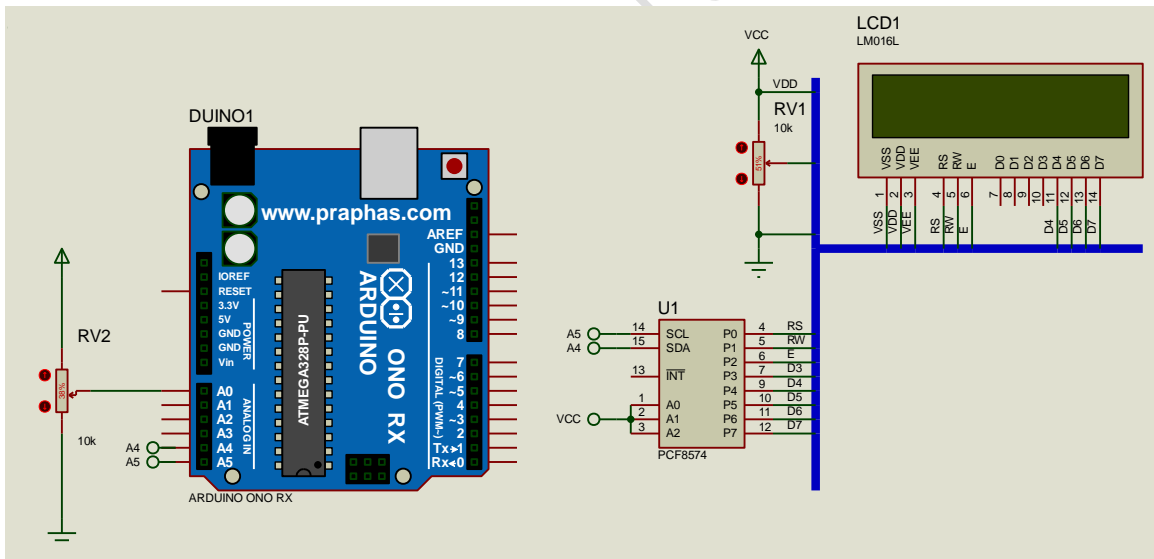 LCD1
LM016L
VCC
VDD
RV1
10k
51%
VSS
VDD
VEE
RS
RW
E
D0
D1
D2
D3
D4
D5
D6
D7
1
2
3
4
5
6
7
8
9
10
11
12
13
14
VSS
VDD
VEE
RS
RW
E
D4
D5
D6
D7
DUINO1
www.praphas.com
AREF
GND
13
12
~11
~10
~9
8
7
~6
~5
4
~3
2
Tx►1
Rx◄0
DIGITAL (PWM~)
IOREF
RESET
3.3V
5V
GND
GND
Vin
POWER
A0
A1
A2
A3
A4
A5
ANALOG IN
ATMEGA328P-PU
ARDUINO
ONO RX
ARDUINO ONO RX
RV2
38%
10k
A4
A5
U1
A5 14 SCL P0 4 RS
A4 15 SDA P1 5 RW
P2 6 E
13 INT P3 7 D3
P4 9 D4
1 A0 P5 10 D5
VCC 2 A1 P6 11 D6
3 A2 P7 12 D7
PCF8574